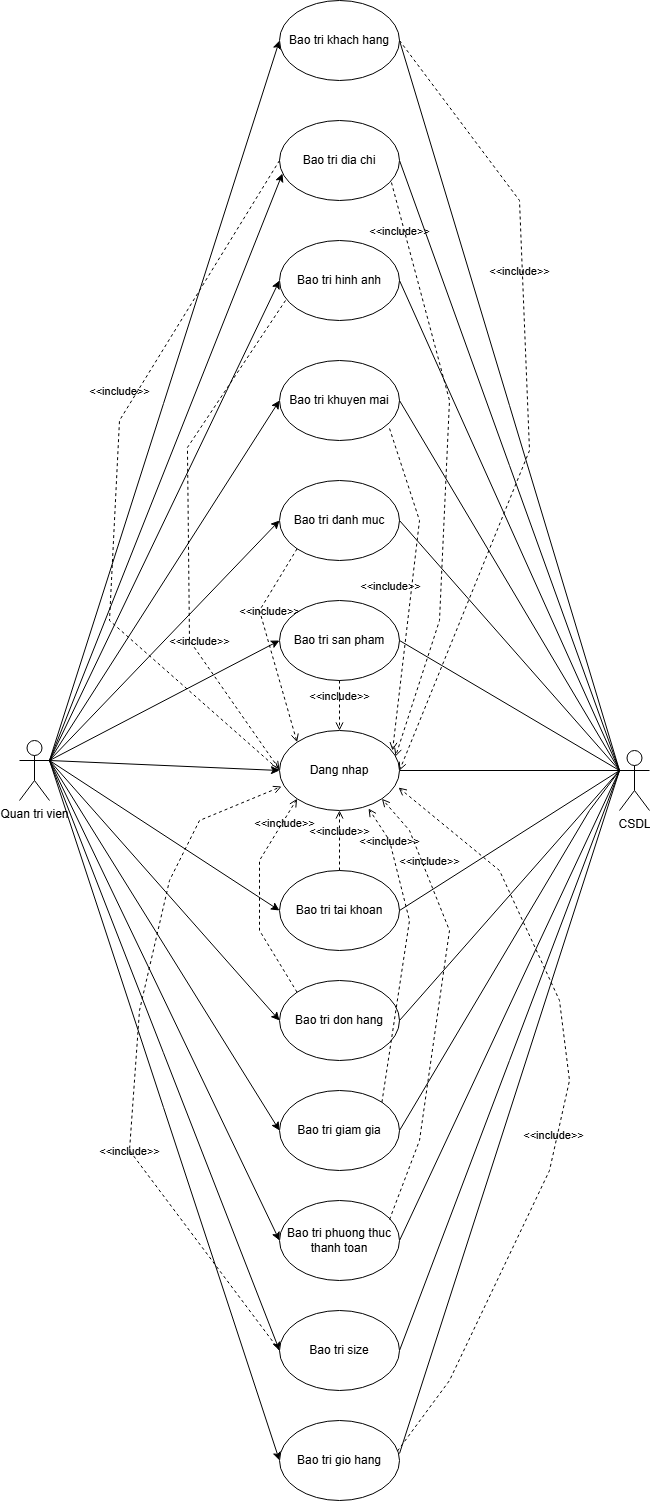 Bao tri khach hang
Bao tri dia chi
<<include>>
Bao tri hinh anh
<<include>>
<<include>>
Bao tri khuyen mai
Bao tri danh muc
<<include>>
<<include>>
Bao tri san pham
<<include>>
<<include>>
Dang nhap
Quan tri vien
CSDL
<<include>>
<<include>>
<<include>>
<<include>>
Bao tri tai khoan
Bao tri don hang
Bao tri giam gia
<<include>>
<<include>>
Bao tri phuong thuc
thanh toan
Bao tri size
Bao tri gio hang